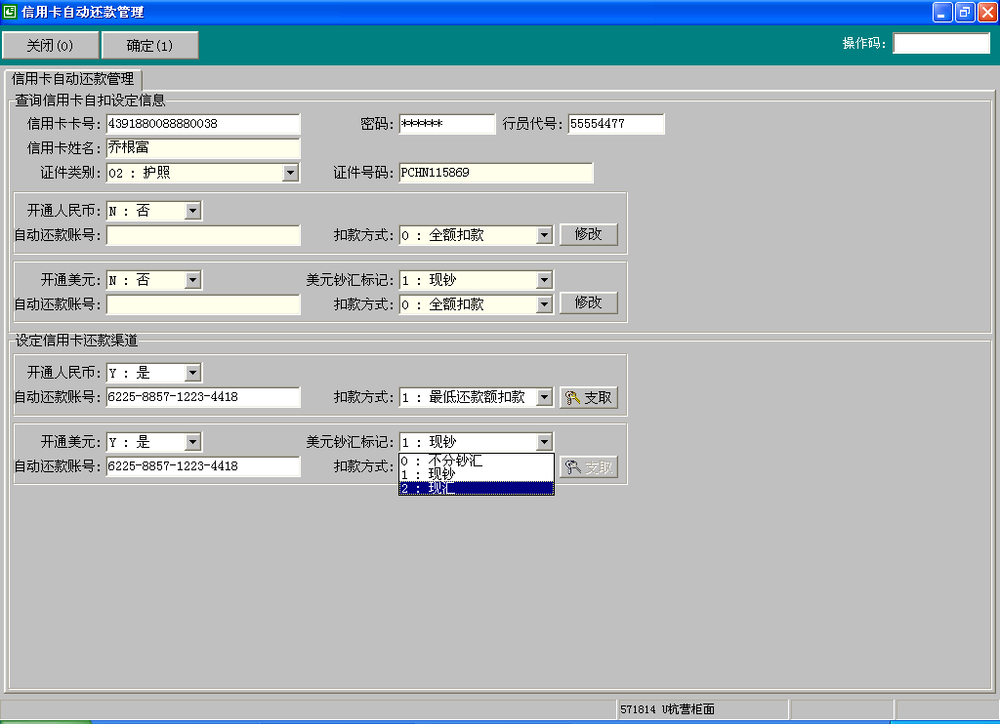 信用卡自动还款管理
关闭(0) 确定(1) 操作码:
信用卡自动还款管理
查询信用卡自扣设定信息
信用卡卡号: 4391880088880038 密码: ****** 行员代号: 55554477
信用卡姓名: 乔根富
证件类别: 02 : 护照 证件号码: PCHN115869
开通人民币: N : 否
自动还款账号: 扣款方式: 0 : 全额扣款 修改
开通美元: N : 否 美元钞汇标记: 1 : 现钞
自动还款账号: 扣款方式: 0 : 全额扣款 修改
设定信用卡还款渠道
开通人民币: Y : 是
自动还款账号: 6225-8857-1223-4418 扣款方式: 1 : 最低还款额扣款 支取
开通美元: Y : 是 美元钞汇标记: 1 : 现钞
0 : 不分钞汇
自动还款账号: 6225-8857-1223-4418 扣款方式: 1 : 现钞 支取
2 : 现汇
571814 U杭营柜面